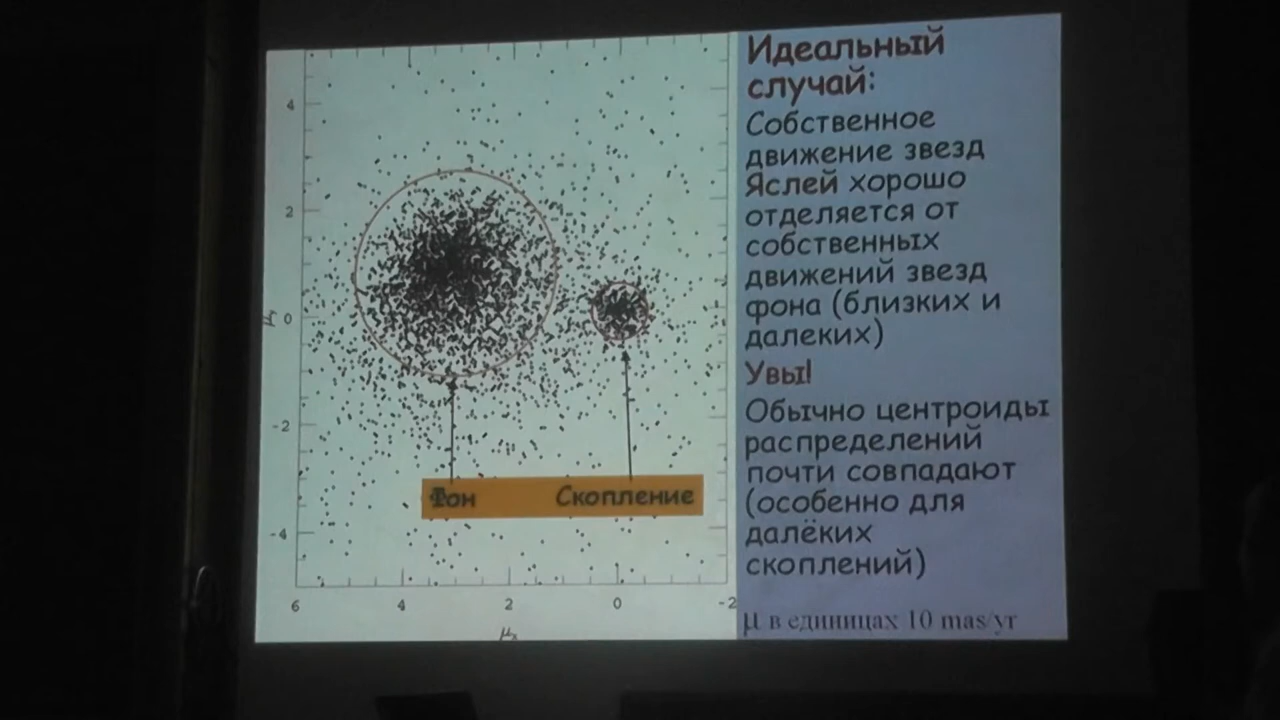 Идеальный
случай:
Собственное
движение звезд
Яслей хорошо
отделяется от
собственных
движений звезд
фона (близких и
далеких)
Увы!
Обычно центроиды
распределений
почти совпадают
(особенно для
далёких
скоплений)
μ в единицах 10 mas/yr
4
2
0
-2
-4
Фон Скопление
6 4 2 0 -2
μx